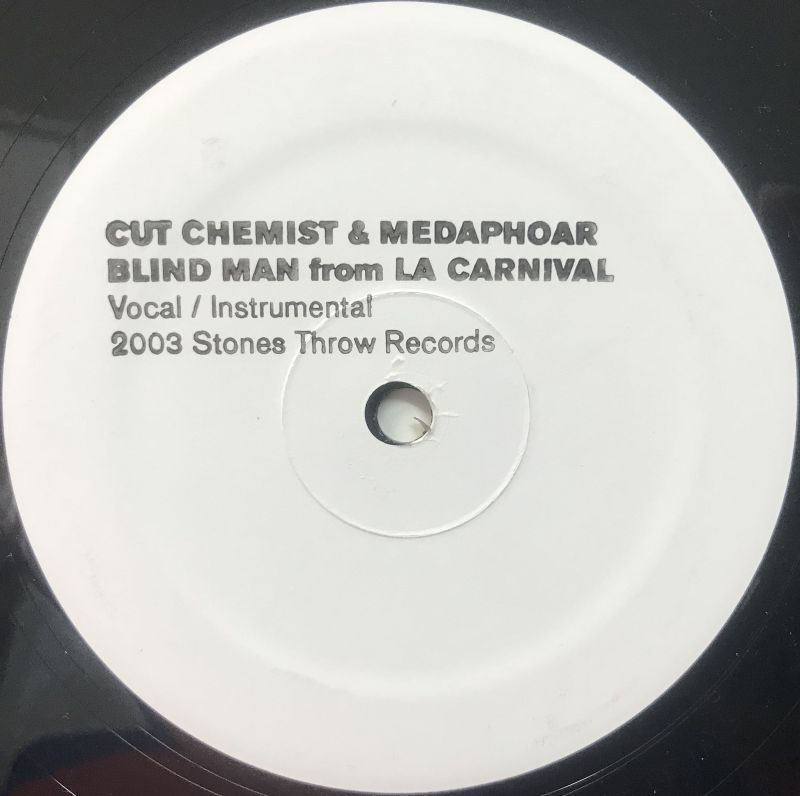 CUT CHEMIST & MEDAPHOAR
BLIND MAN from LA CARNIVAL
Vocal / Instrumental
2003 Stones Throw Records